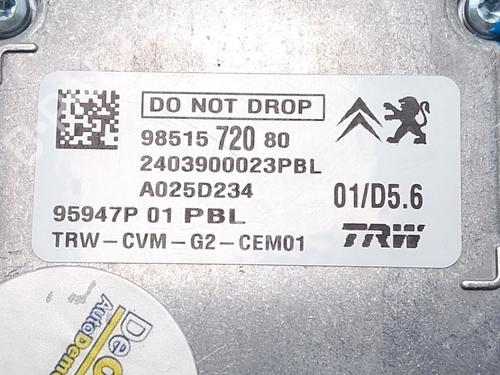 DO NOT DROP
98515 720 80
2403900023PBL
A025D234
01/D5.6
95947P 01 PBL
TRW-CVM-G2-CEM01
TRW
AutoDemo